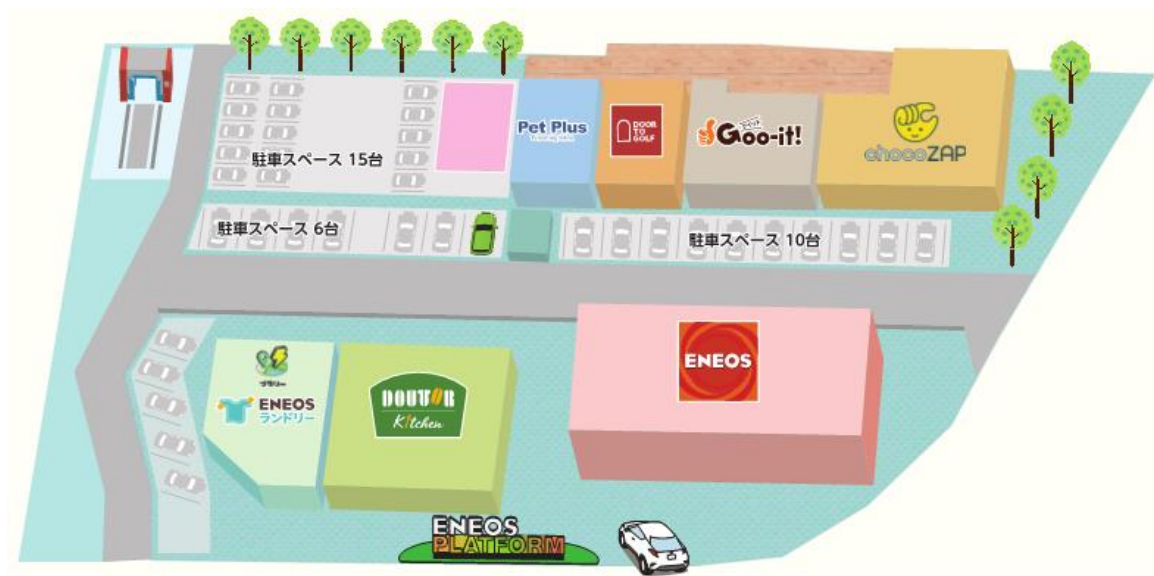 Pet Plus
DOOR
TO
GOLF
Goo-it!
chocoZAP
駐車スペース 15台
駐車スペース 6台
駐車スペース 10台
ENEOS
ランドリー
DOUTOR
Kitchen
ENEOS
ENEOS
PLATFORM